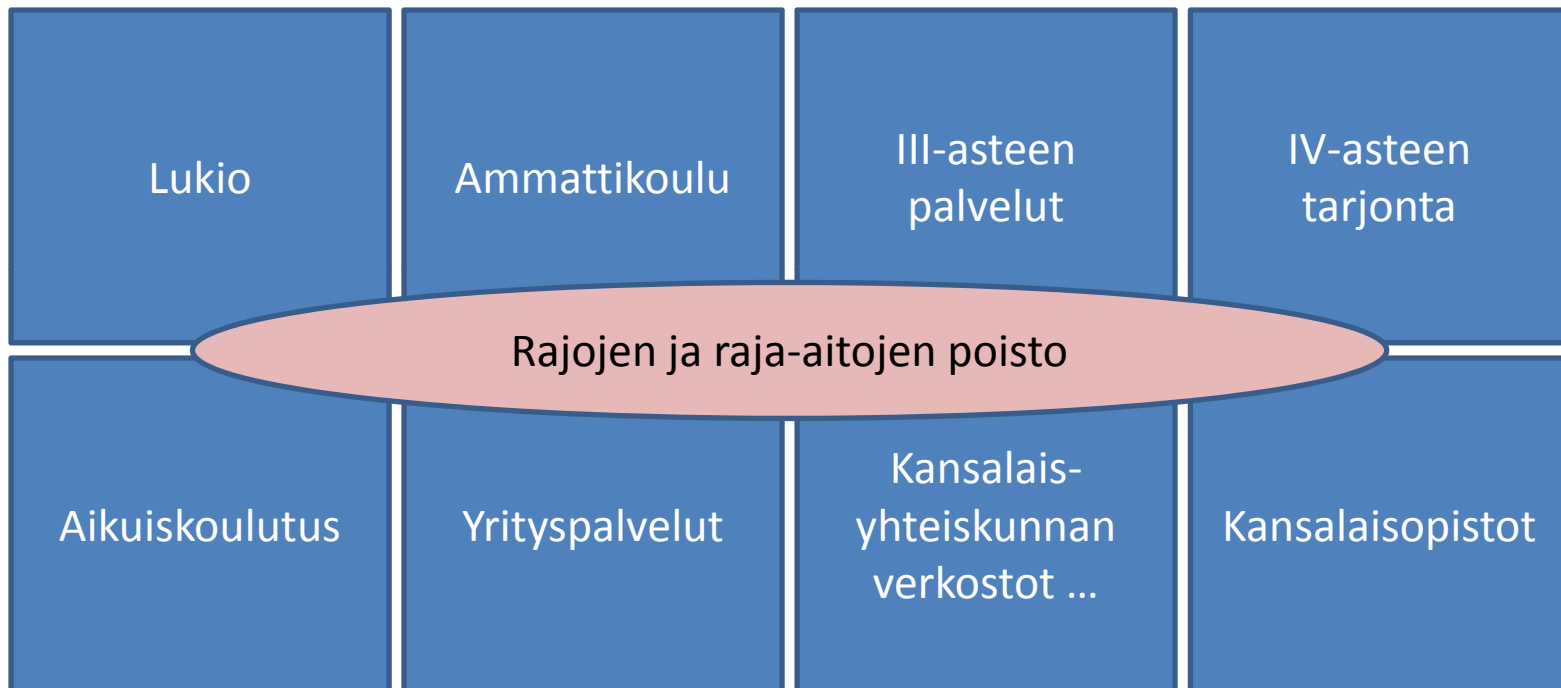 Lukio
Ammattikoulu
III-asteen
palvelut
IV-asteen
tarjonta
Rajojen ja raja-aitojen poisto
Aikuiskoulutus
Yrityspalvelut
Kansalais-
yhteiskunnan
verkostot ...
Kansalaisopistot